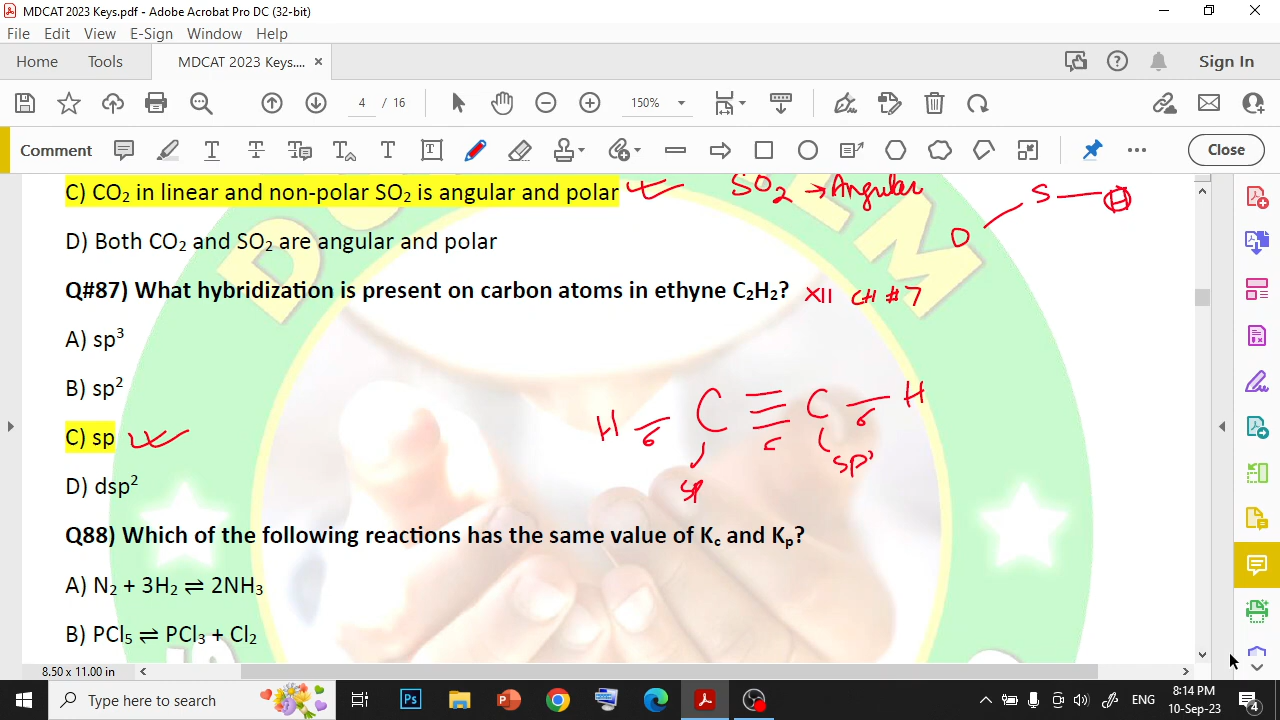 MDCAT 2023 Keys.pdf - Adobe Acrobat Pro DC (32-bit)
File Edit View E-Sign Window Help
Home Tools MDCAT 2023 Keys.... × Sign In
4 / 16 150%
Comment Close
C) CO₂ in linear and non-polar SO₂ is angular and polar SO₂ → Angular S
O
D) Both CO₂ and SO₂ are angular and polar
Q#87) What hybridization is present on carbon atoms in ethyne C₂H₂? XII CH # 7
A) sp³
B) sp²
H C ≡ C H
C) sp
sp sp
D) dsp²
Q88) Which of the following reactions has the same value of Kc and Kp?
A) N₂ + 3H₂ ⇌ 2NH₃
B) PCl₅ ⇌ PCl₃ + Cl₂
8.50 x 11.00 in
Type here to search
ENG
8:14 PM
10-Sep-23
4